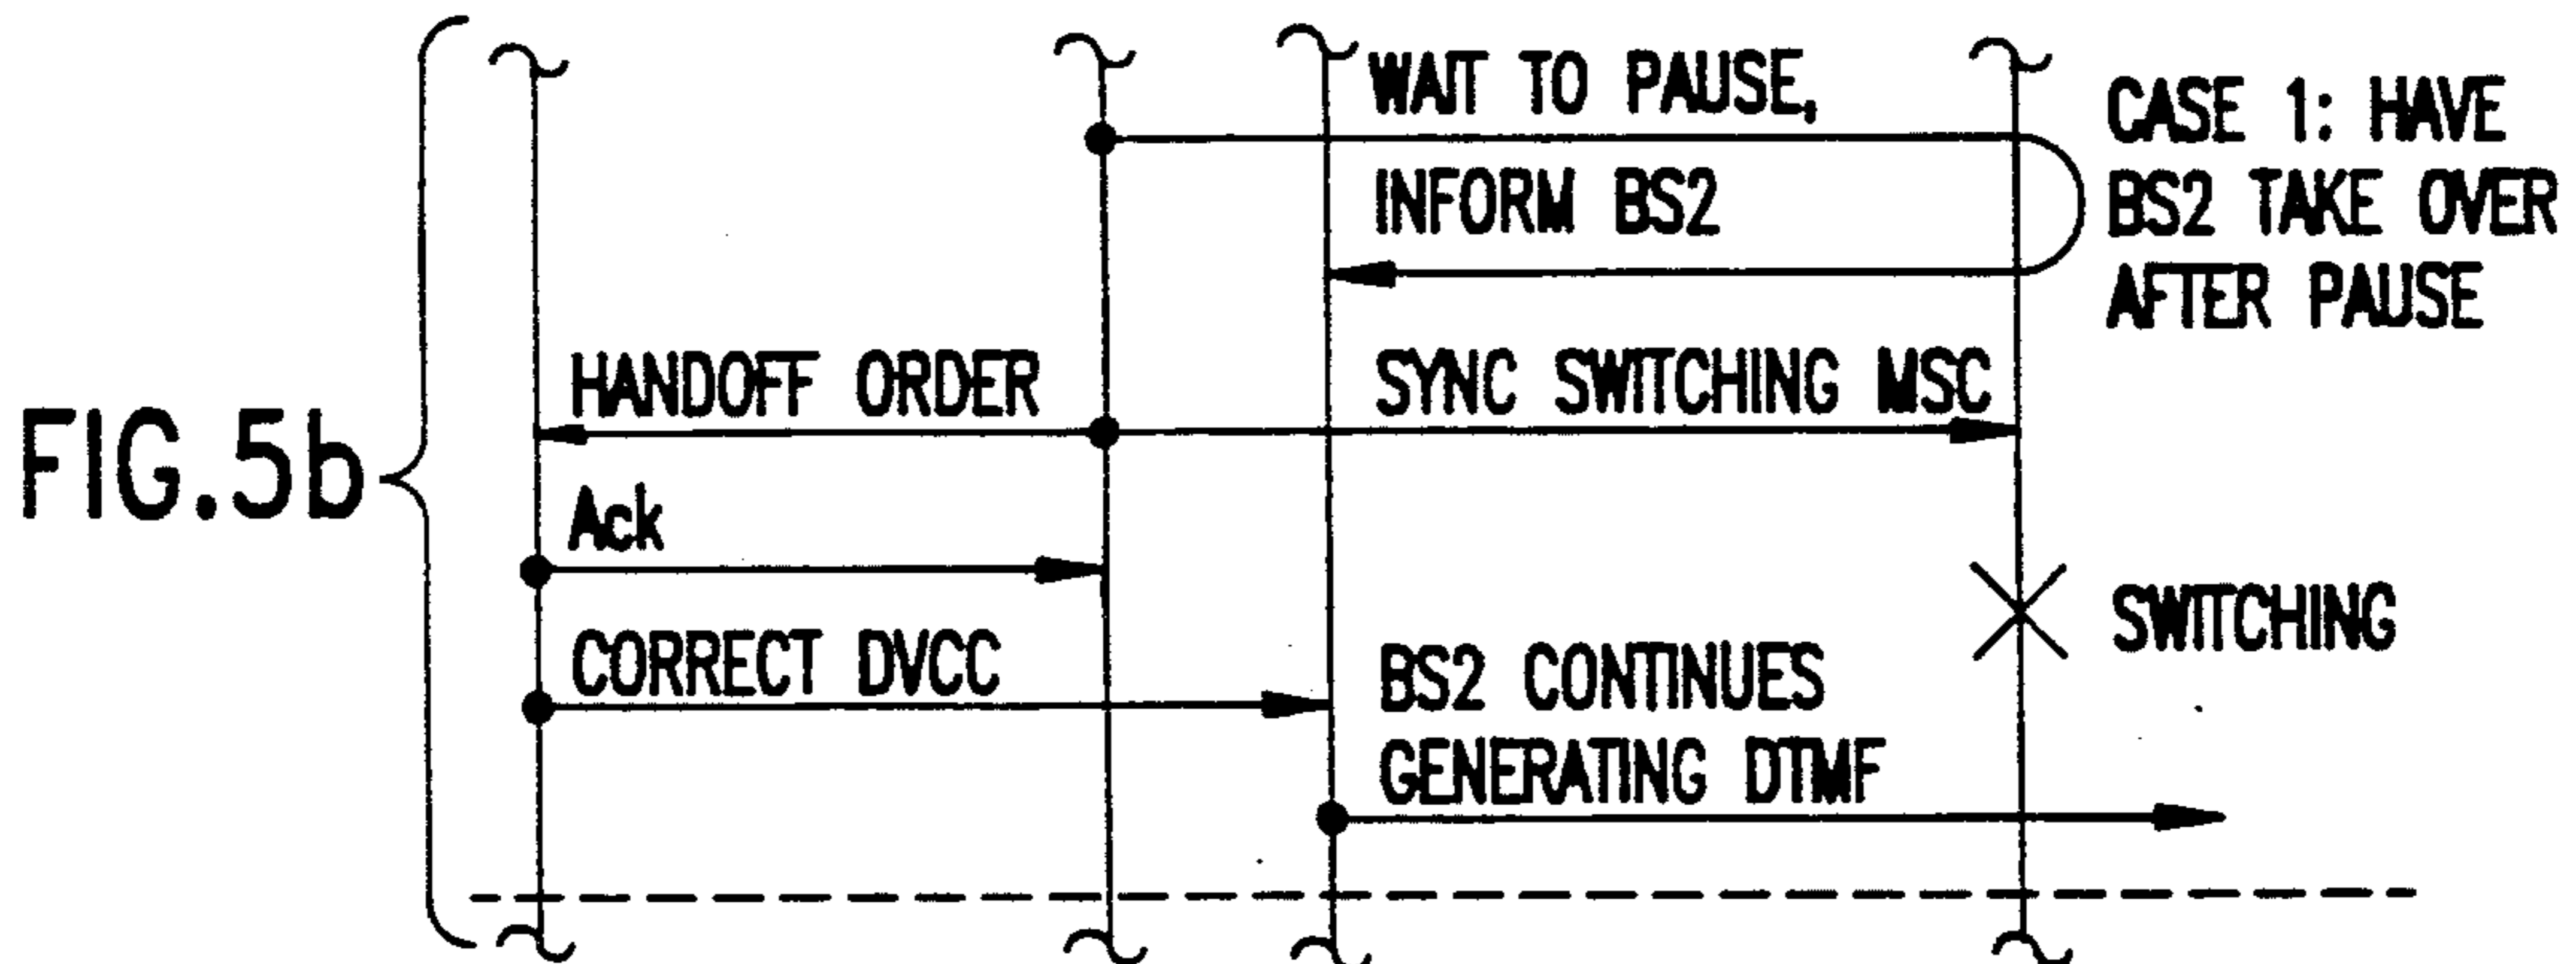 WAIT TO PAUSE,
INFORM BS2
CASE 1: HAVE
BS2 TAKE OVER
AFTER PAUSE
HANDOFF ORDER
SYNC SWITCHING MSC
FIG.5b
Ack
SWITCHING
CORRECT DVCC
BS2 CONTINUES
GENERATING DTMF